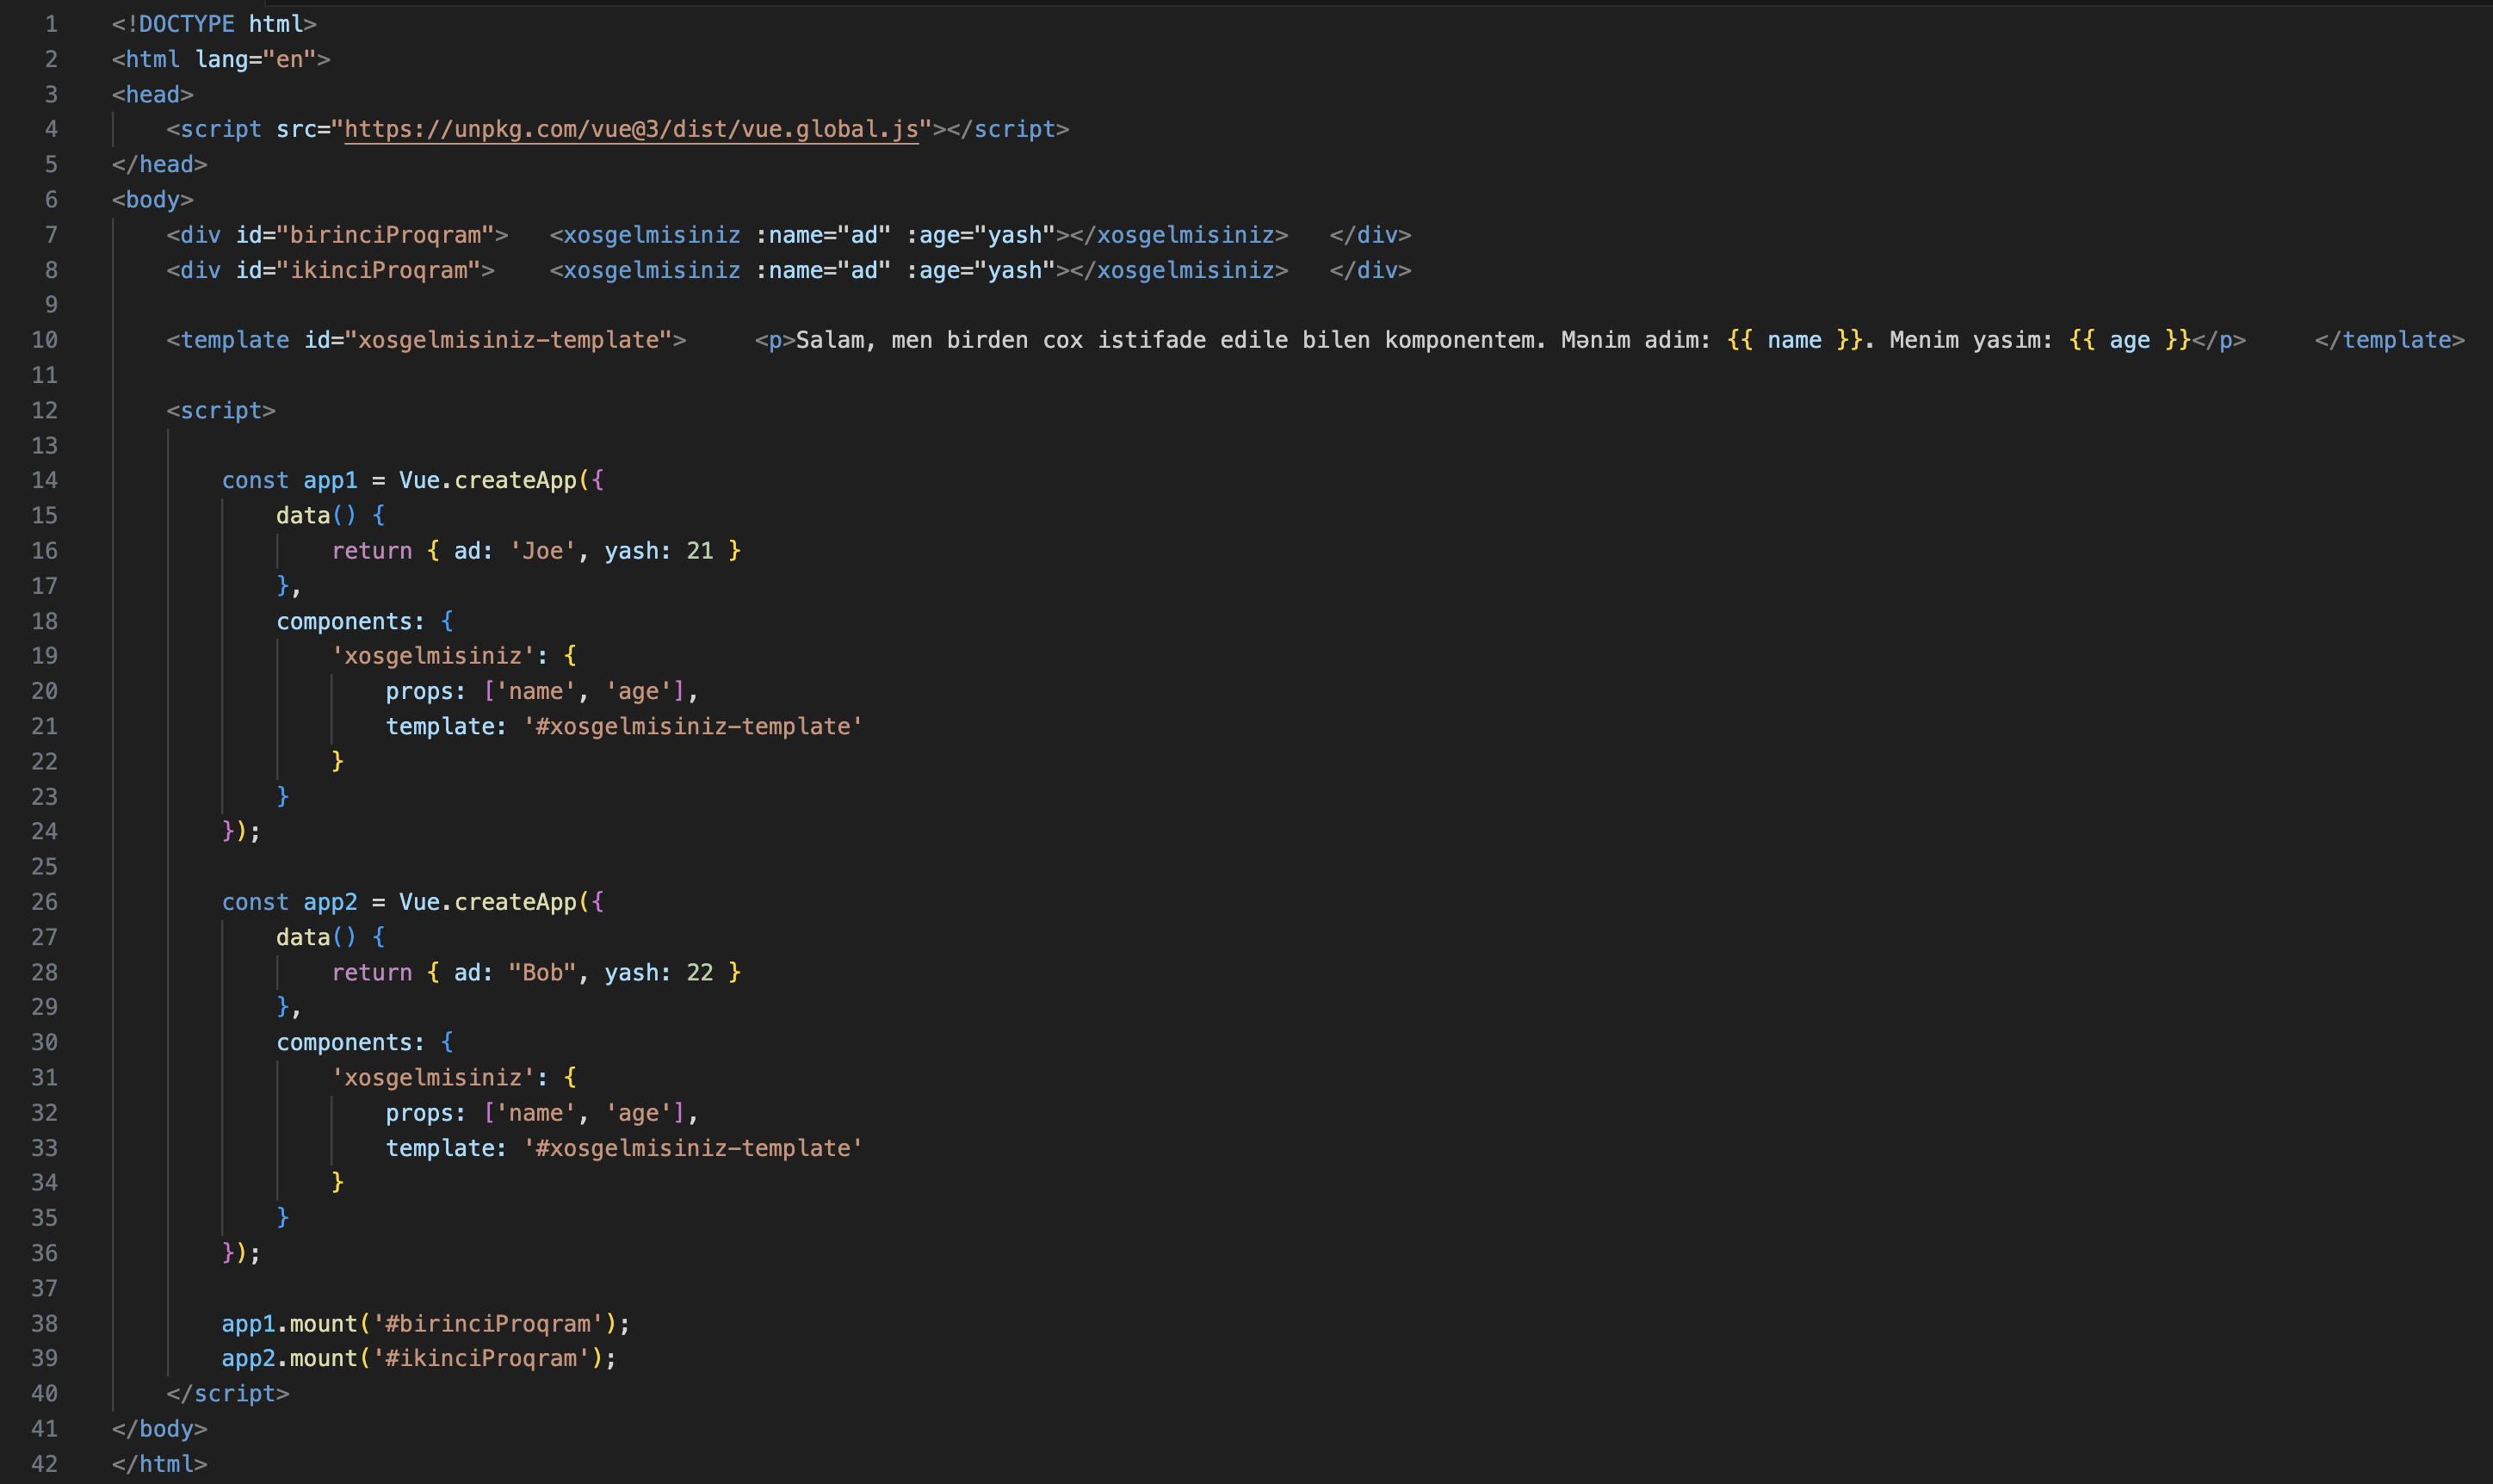 1 <!DOCTYPE html>
2 <html lang="en">
3 <head>
4     <script src="https://unpkg.com/vue@3/dist/vue.global.js"></script>
5 </head>
6 <body>
7     <div id="birinciProqram">   <xosgelmisiniz :name="ad" :age="yash"></xosgelmisiniz>   </div>
8     <div id="ikinciProqram">    <xosgelmisiniz :name="ad" :age="yash"></xosgelmisiniz>   </div>
9
10     <template id="xosgelmisiniz-template">     <p>Salam, men birden cox istifade edile bilen komponentem. Mənim adim: {{ name }}. Menim yasim: {{ age }}</p>     </template>
11
12     <script>
13
14         const app1 = Vue.createApp({
15             data() {
16                 return { ad: 'Joe', yash: 21 }
17             },
18             components: {
19                 'xosgelmisiniz': {
20                     props: ['name', 'age'],
21                     template: '#xosgelmisiniz-template'
22                 }
23             }
24         });
25
26         const app2 = Vue.createApp({
27             data() {
28                 return { ad: "Bob", yash: 22 }
29             },
30             components: {
31                 'xosgelmisiniz': {
32                     props: ['name', 'age'],
33                     template: '#xosgelmisiniz-template'
34                 }
35             }
36         });
37
38         app1.mount('#birinciProqram');
39         app2.mount('#ikinciProqram');
40     </script>
41 </body>
42 </html>